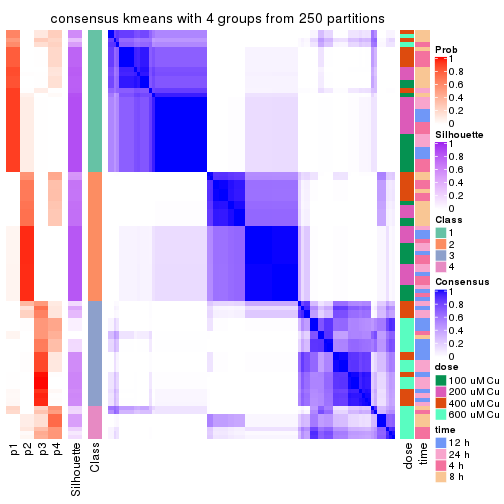 consensus kmeans with 4 groups from 250 partitions
Prob
1
0.8
0.6
0.4
0.2
0
Silhouette
1
0.8
0.6
0.4
0.2
0
Class
1
2
3
4
Consensus
1
0.8
0.6
0.4
0.2
0
dose
100 uM Cu
200 uM Cu
400 uM Cu
600 uM Cu
time
12 h
24 h
4 h
8 h
p1
p2
p3
p4
Silhouette
Class
dose
time